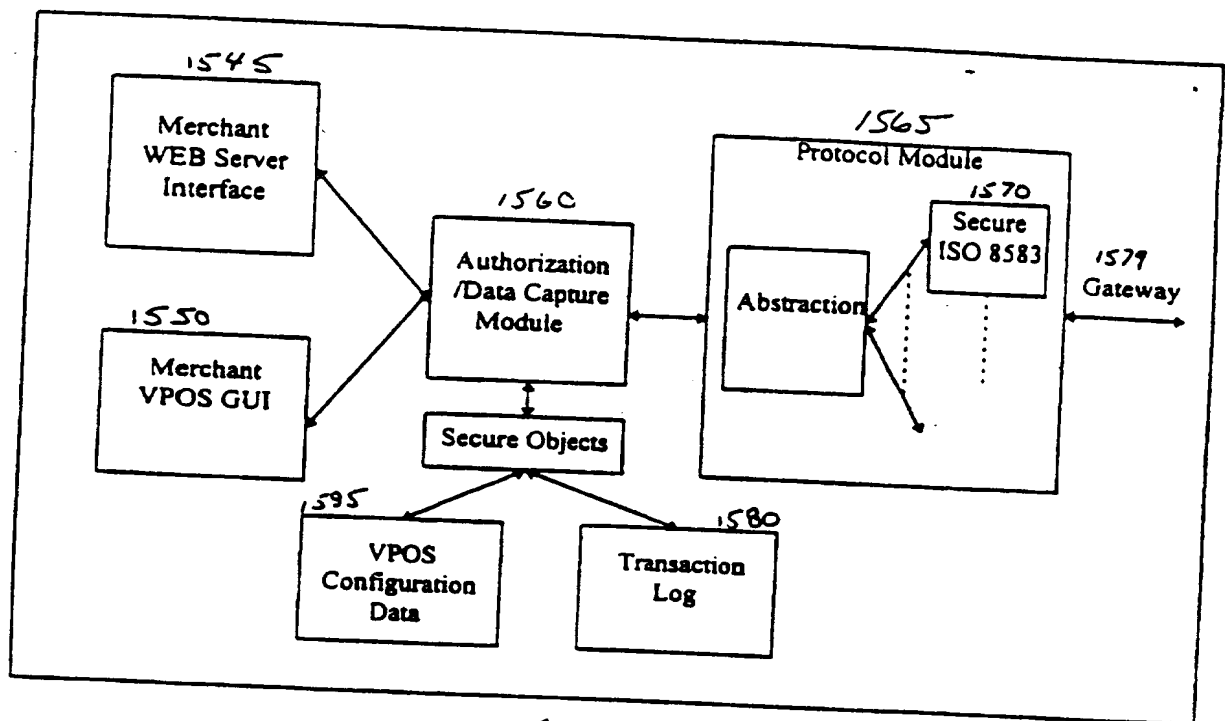 1545
Merchant
WEB Server
Interface
1550
Merchant
VPOS GUI
1560
Authorization
/Data Capture
Module
Secure Objects
1595
VPOS
Configuration
Data
1580
Transaction
Log
1565
Protocol Module
Abstraction
1570
Secure
ISO 8583
1579
Gateway